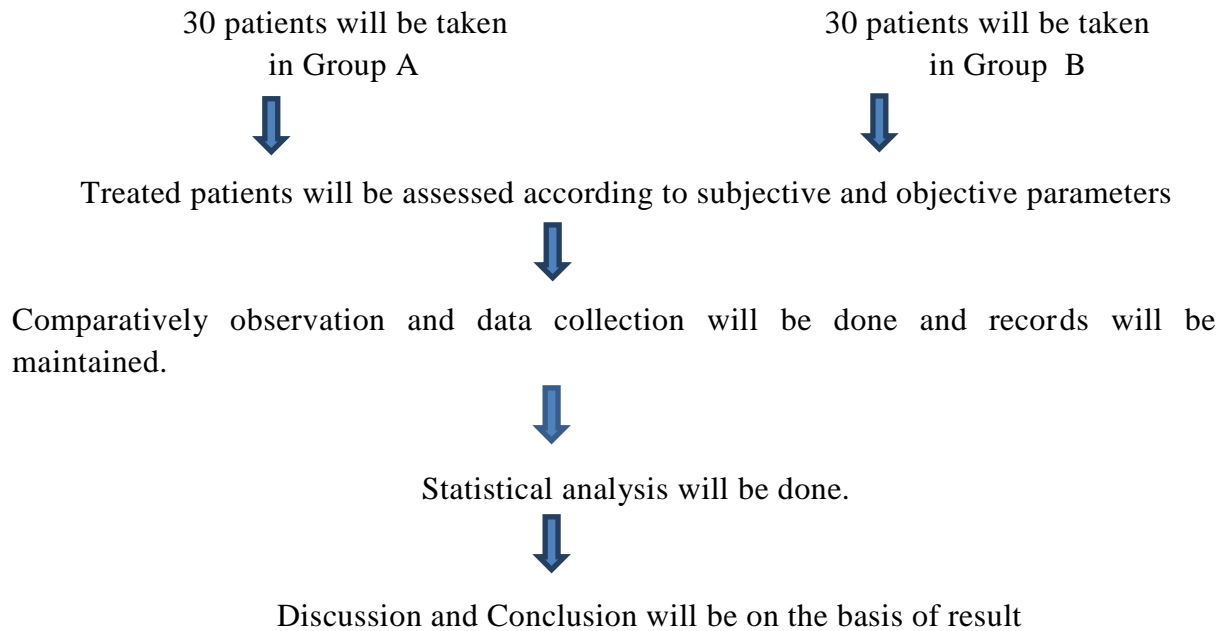 30 patients will be taken
in Group A
30 patients will be taken
in Group B
Treated patients will be assessed according to subjective and objective parameters
Comparatively observation and data collection will be done and records will be
maintained.
Statistical analysis will be done.
Discussion and Conclusion will be on the basis of result